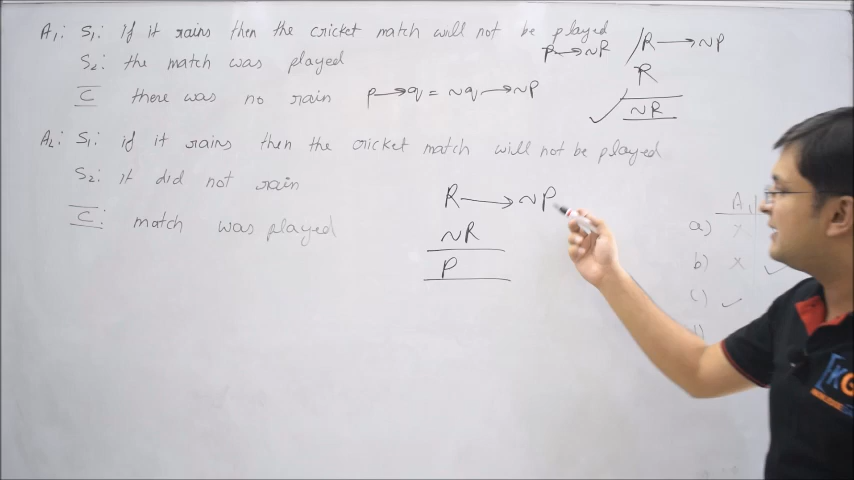 A1: S1: if it rains then the cricket match will not be played
S2: the match was played
C there was no rain
P→~R
p→q = ~q→~p
R→~P
R
~R
A2: S1: if it rains then the cricket match will not be played
S2: it did not rain
C: match was played
R→~P
~R
P
A1
a) x
b) x ✓
c) ✓
d)
KG